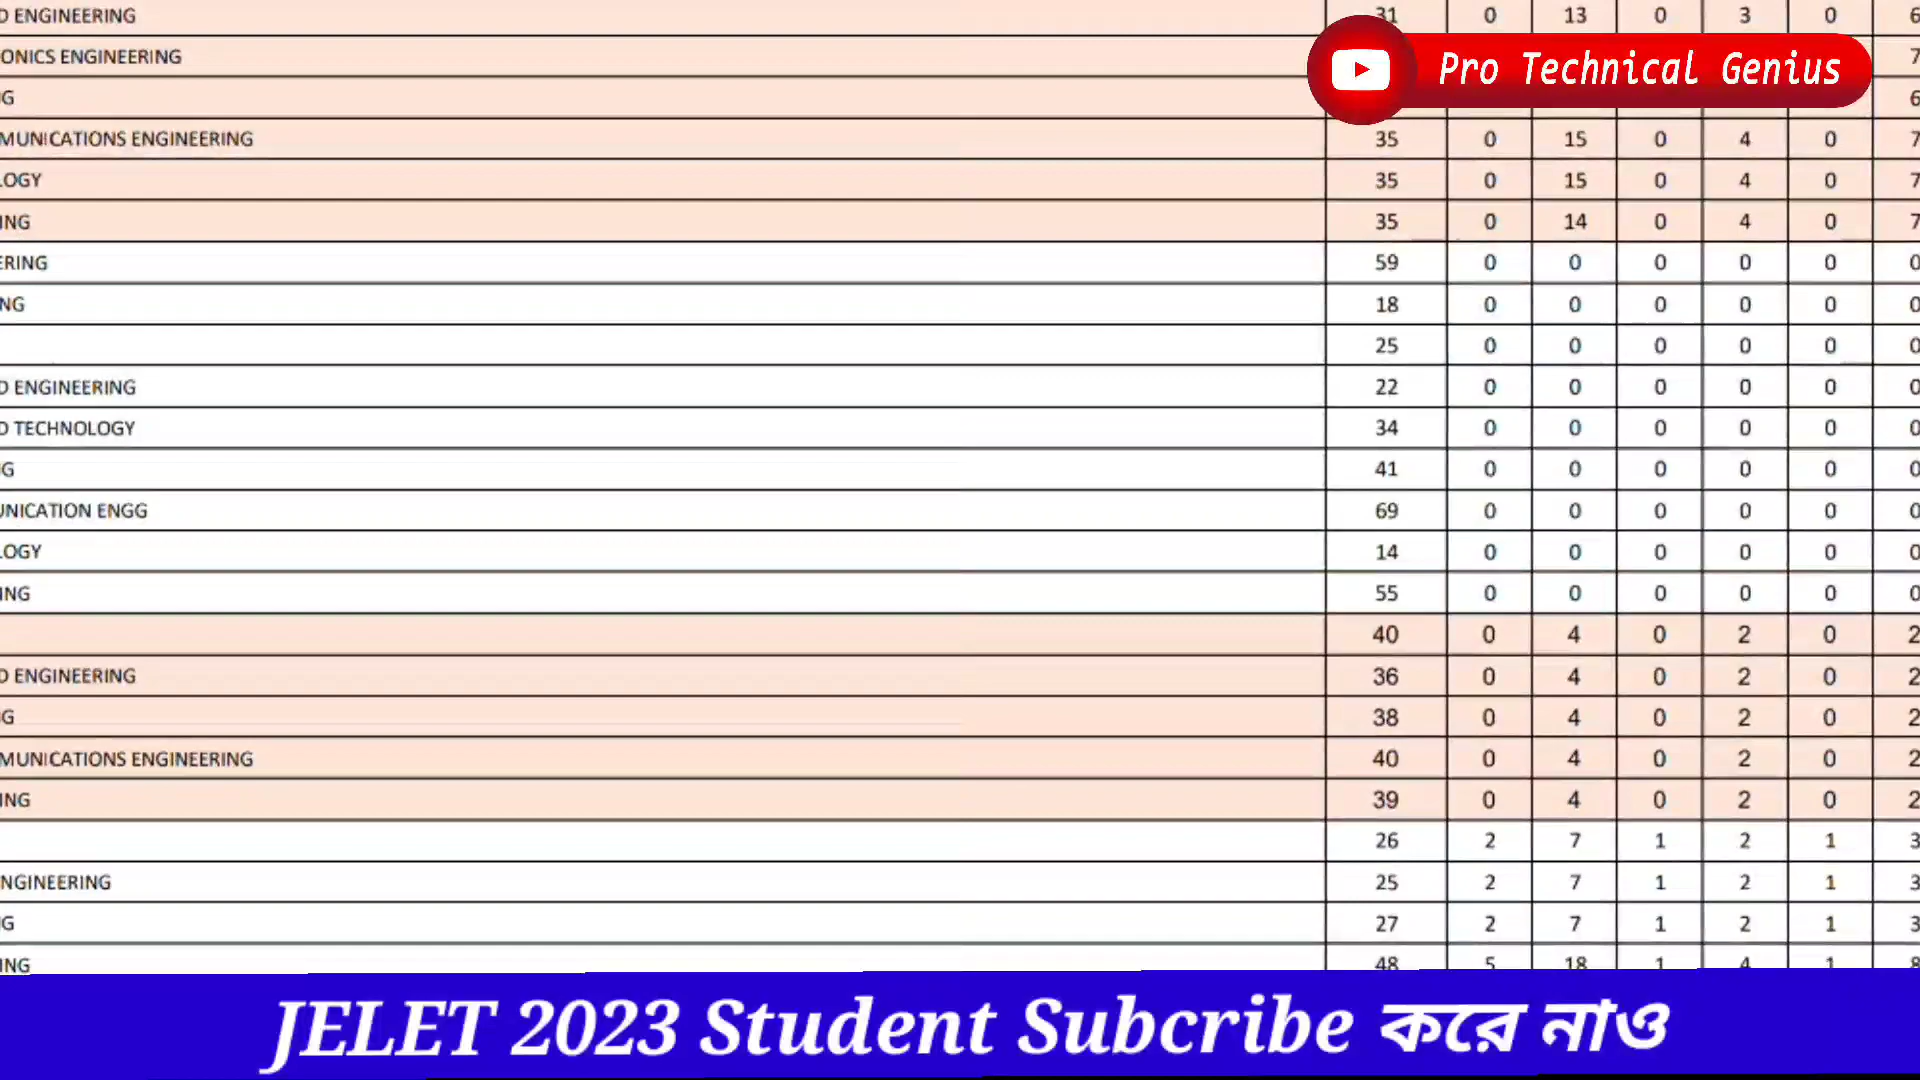 D ENGINEERING 31 0 13 0 3 0 6
ONICS ENGINEERING 7
Pro Technical Genius
G 6
MUNICATIONS ENGINEERING 35 0 15 0 4 0 7
LOGY 35 0 15 0 4 0 7
ING 35 0 14 0 4 0 7
ERING 59 0 0 0 0 0 0
NG 18 0 0 0 0 0 0
25 0 0 0 0 0 0
D ENGINEERING 22 0 0 0 0 0 0
D TECHNOLOGY 34 0 0 0 0 0 0
G 41 0 0 0 0 0 0
UNICATION ENGG 69 0 0 0 0 0 0
LOGY 14 0 0 0 0 0 0
ING 55 0 0 0 0 0 0
40 0 4 0 2 0 2
D ENGINEERING 36 0 4 0 2 0 2
G 38 0 4 0 2 0 2
MUNICATIONS ENGINEERING 40 0 4 0 2 0 2
ING 39 0 4 0 2 0 2
26 2 7 1 2 1 3
NGINEERING 25 2 7 1 2 1 3
G 27 2 7 1 2 1 3
ING 48 5 18 1 4 1 8
JELET 2023 Student Subcribe করে নাও